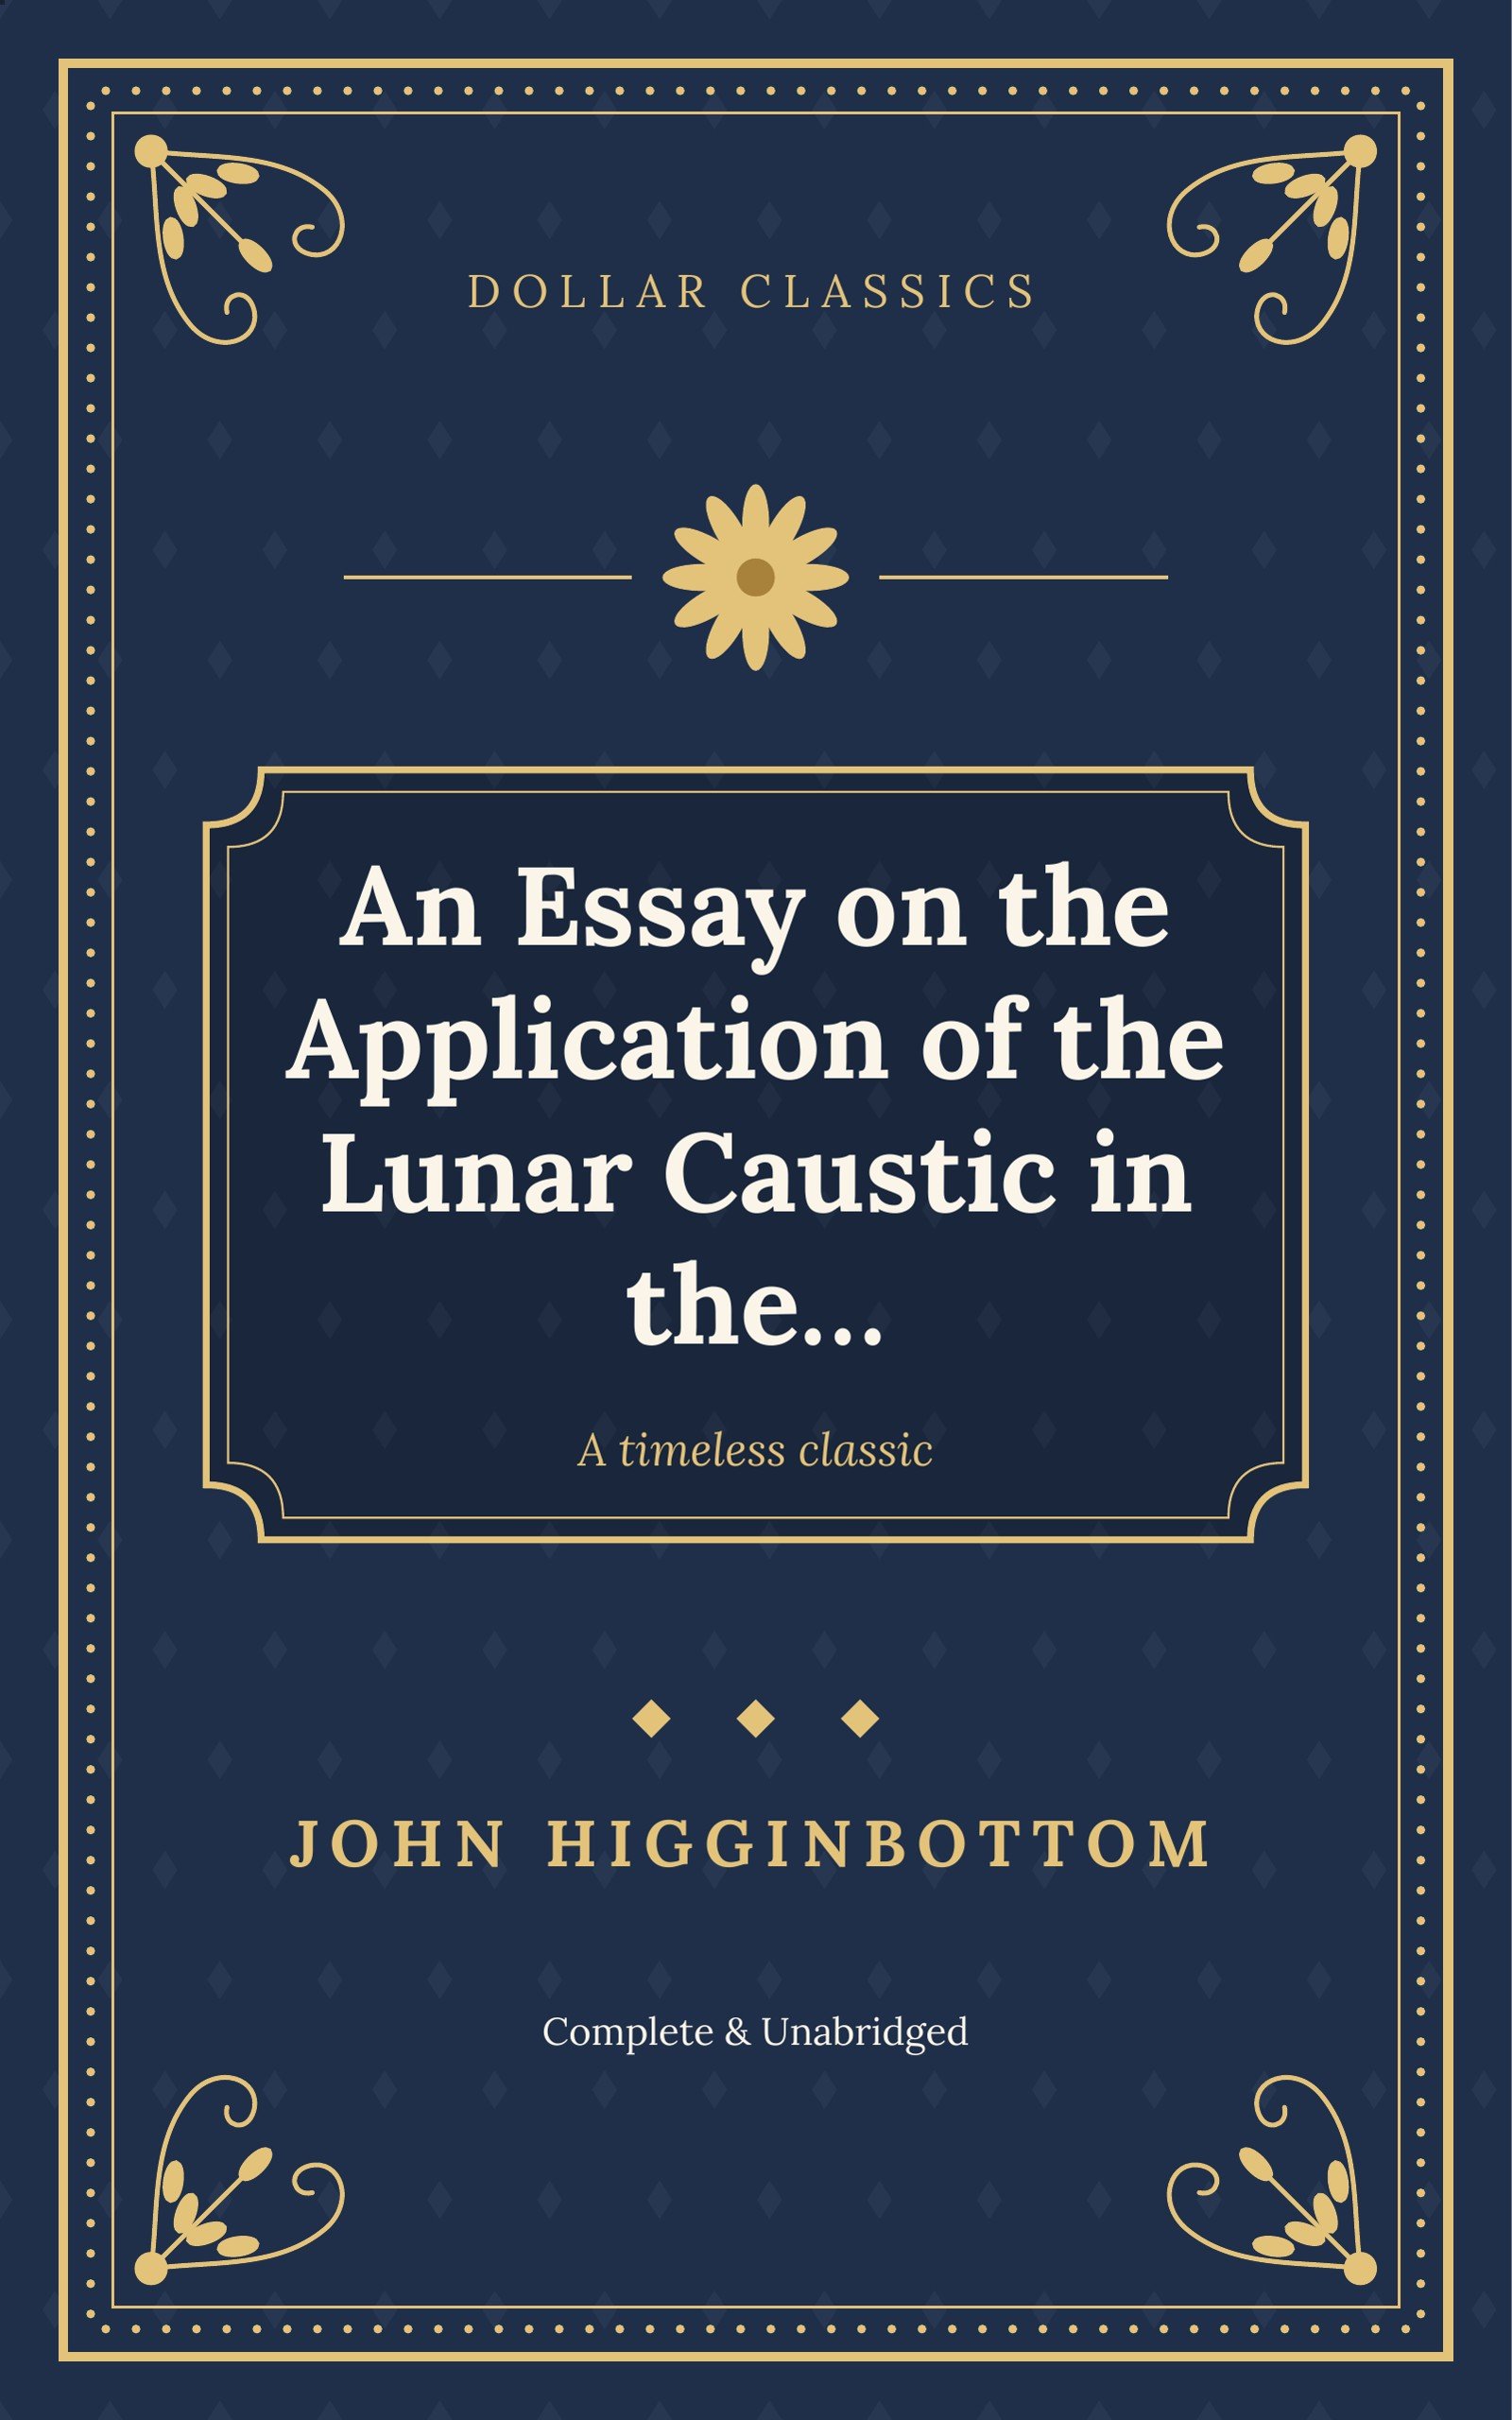 DOLLAR CLASSICS
An Essay on the
Application of the
Lunar Caustic in
the...
A timeless classic
JOHN HIGGINBOTTOM
Complete & Unabridged